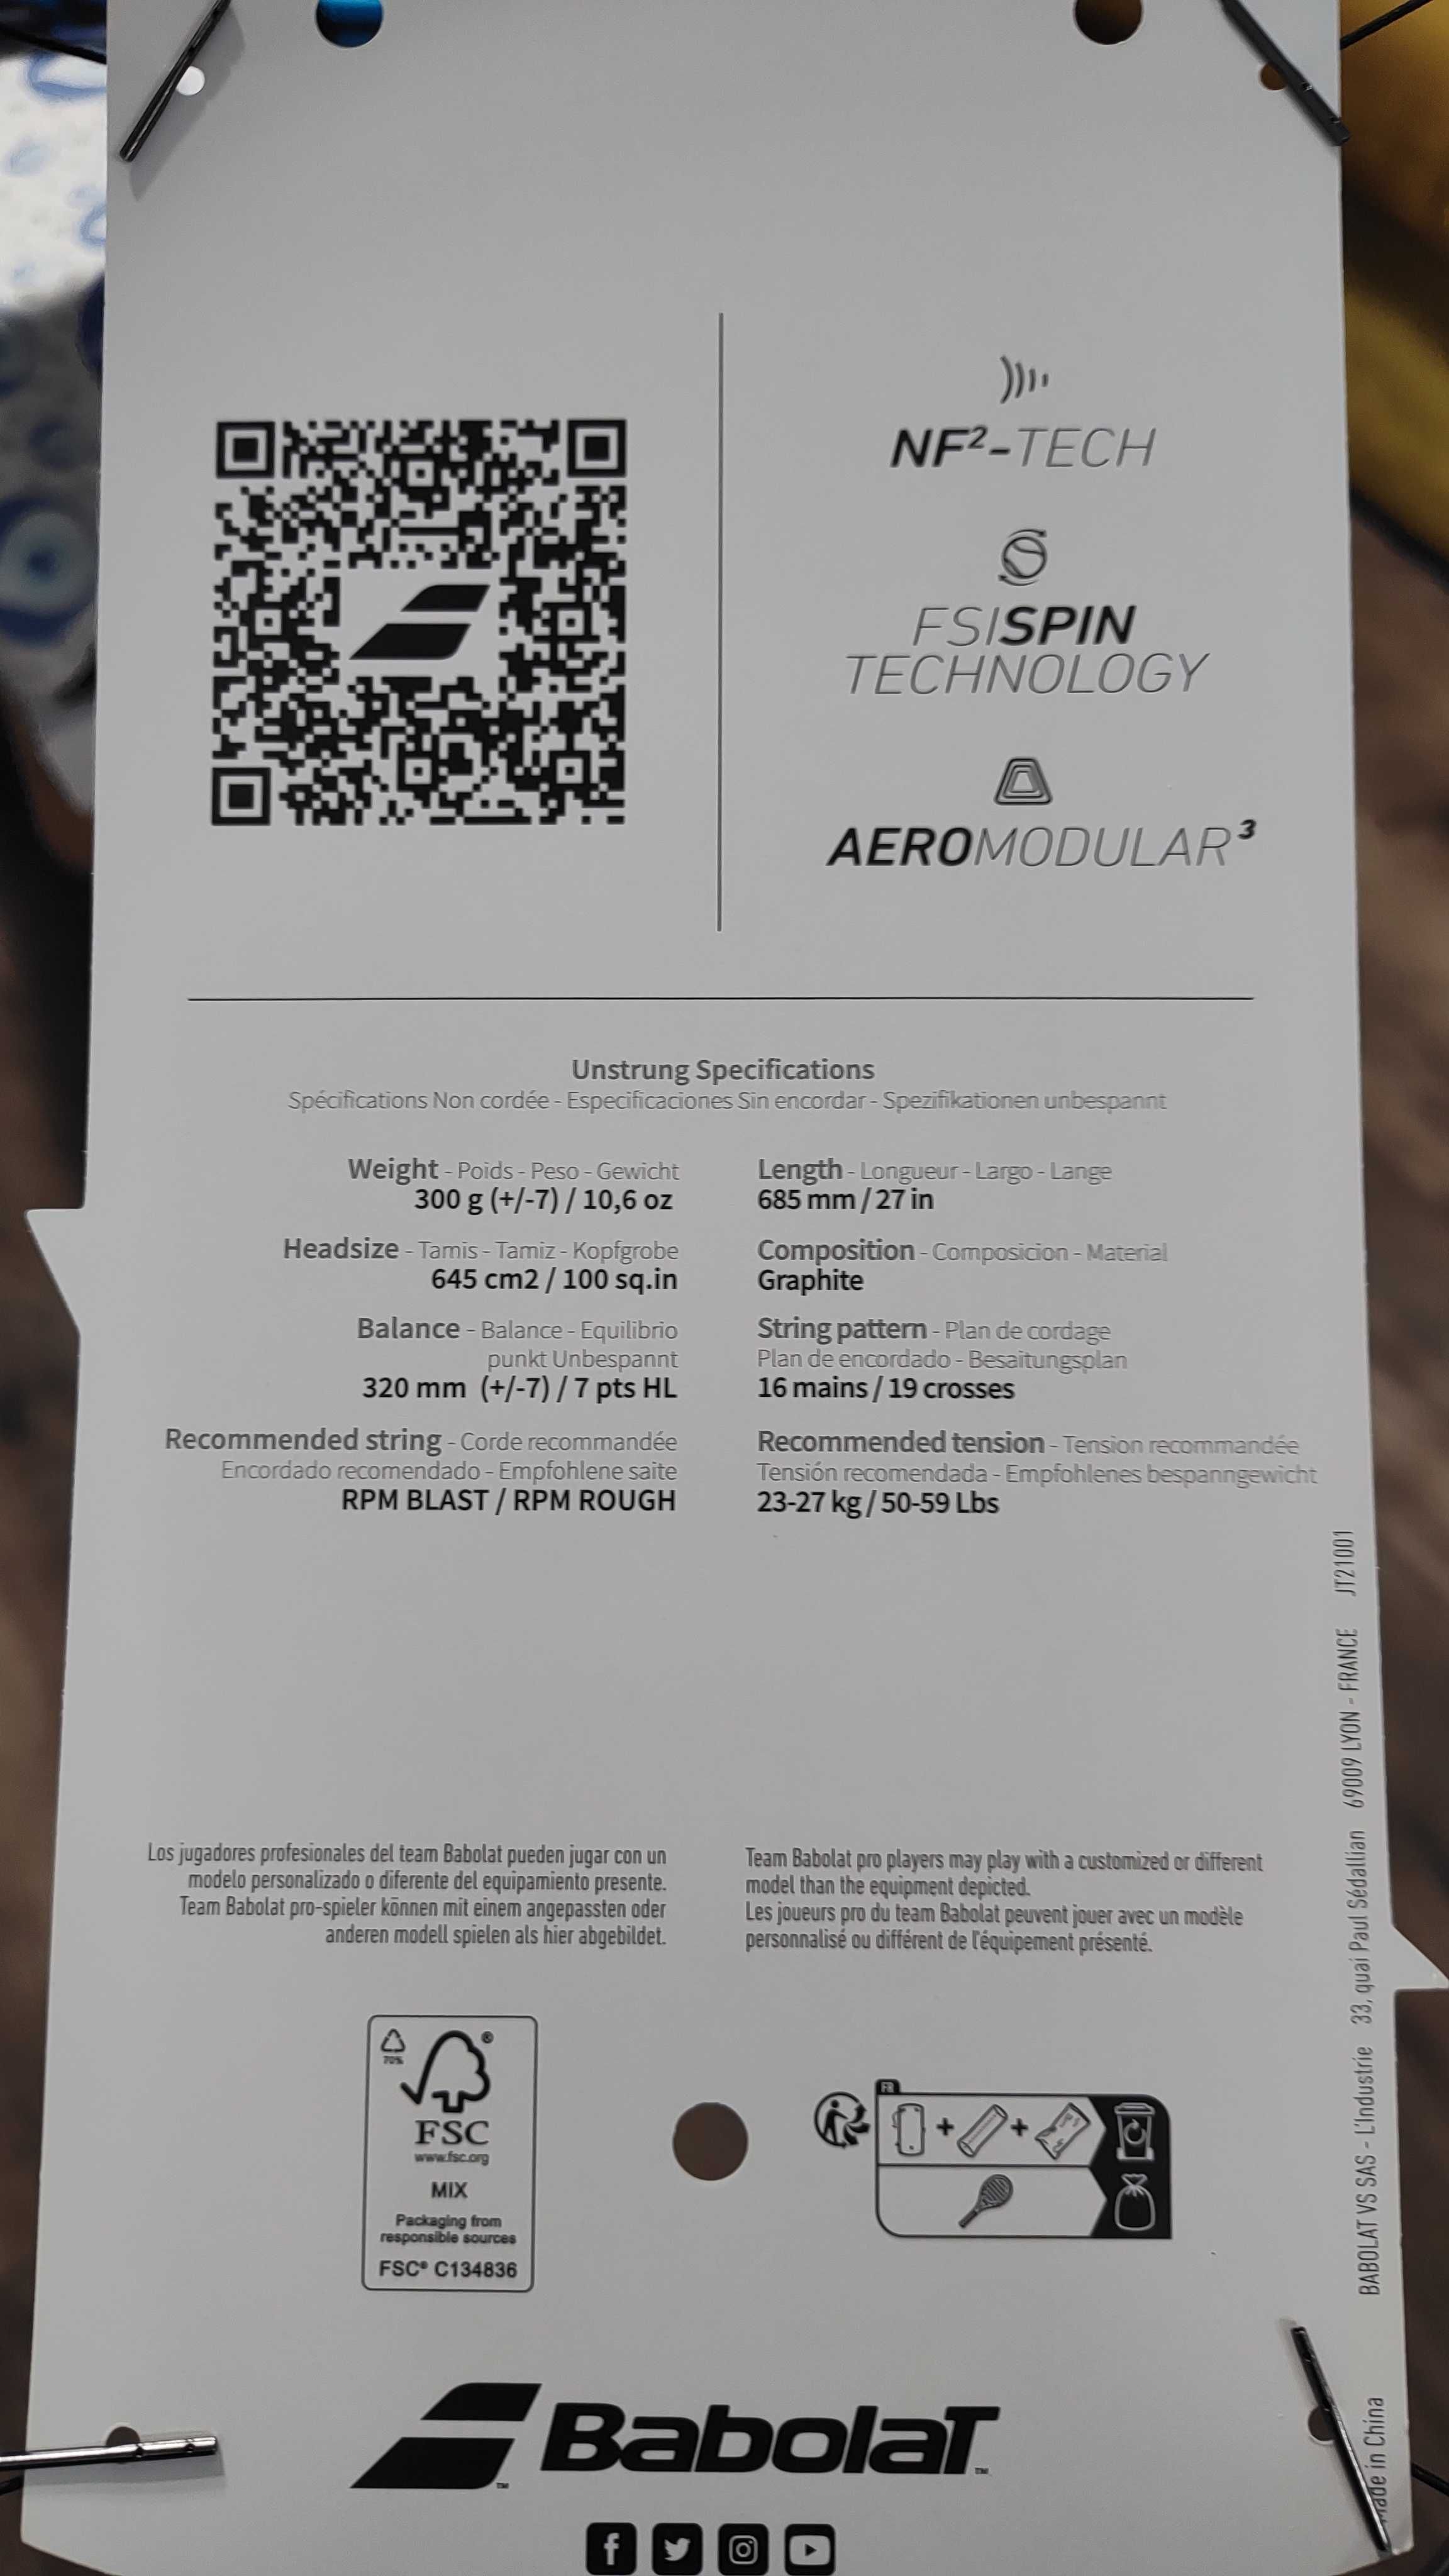 NF²-TECH
FSISPIN
TECHNOLOGY
AEROMODULAR³
Unstrung Specifications
Spécifications Non cordée - Especificaciones Sin encordar - Spezifikationen unbespannt
Weight - Poids - Peso - Gewicht
300 g (+/-7) / 10,6 oz
Length - Longueur - Largo - Lange
685 mm / 27 in
Headsize - Tamis - Tamiz - Kopfgrobe
645 cm2 / 100 sq.in
Composition - Composicion - Material
Graphite
Balance - Balance - Equilibrio
punkt Unbespannt
320 mm (+/-7) / 7 pts HL
String pattern - Plan de cordage
Plan de encordado - Besaitungsplan
16 mains / 19 crosses
Recommended string - Corde recommandée
Encordado recomendado - Empfohlene saite
RPM BLAST / RPM ROUGH
Recommended tension - Tension recommandée
Tensión recomendada - Empfohlenes bespanngewicht
23-27 kg / 50-59 Lbs
Los jugadores profesionales del team Babolat pueden jugar con un
modelo personalizado o diferente del equipamiento presente.
Team Babolat pro-spieler können mit einem angepassten oder
anderen modell spielen als hier abgebildet.
Team Babolat pro players may play with a customized or different
model than the equipment depicted.
Les joueurs pro du team Babolat peuvent jouer avec un modèle
personnalisé ou différent de l'équipement présenté.
70%
®
FSC
www.fsc.org
MIX
Packaging from
responsible sources
FSC® C134836
FR
BABOLAT VS SAS - L'Industrie 33, quai Paul Sédallian 69009 LYON - FRANCE JT21001
in China
BabolaT